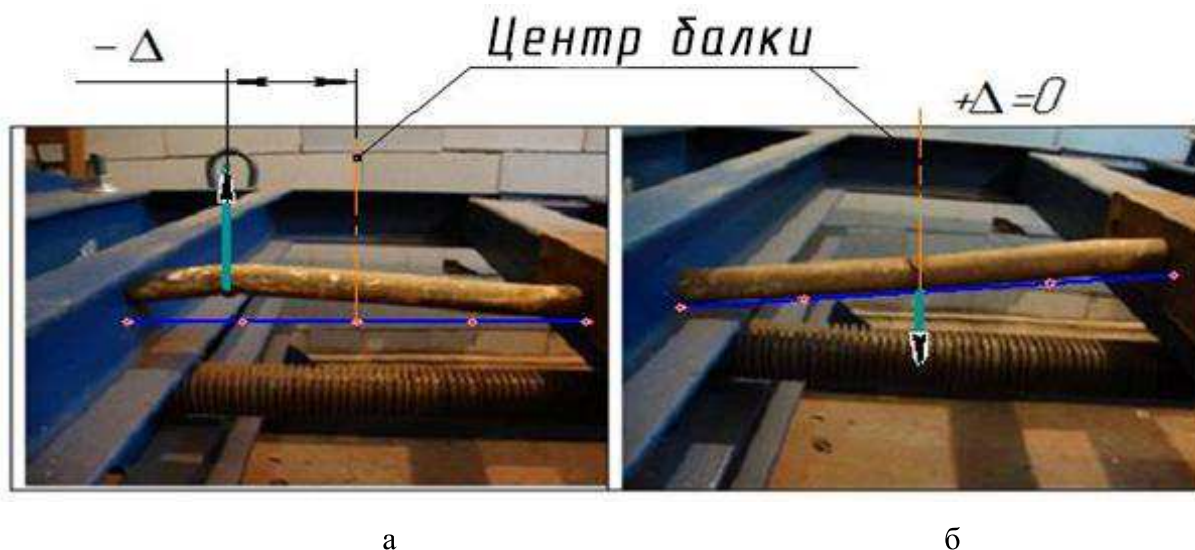 – Δ
Центр балки
+Δ=0
а
б